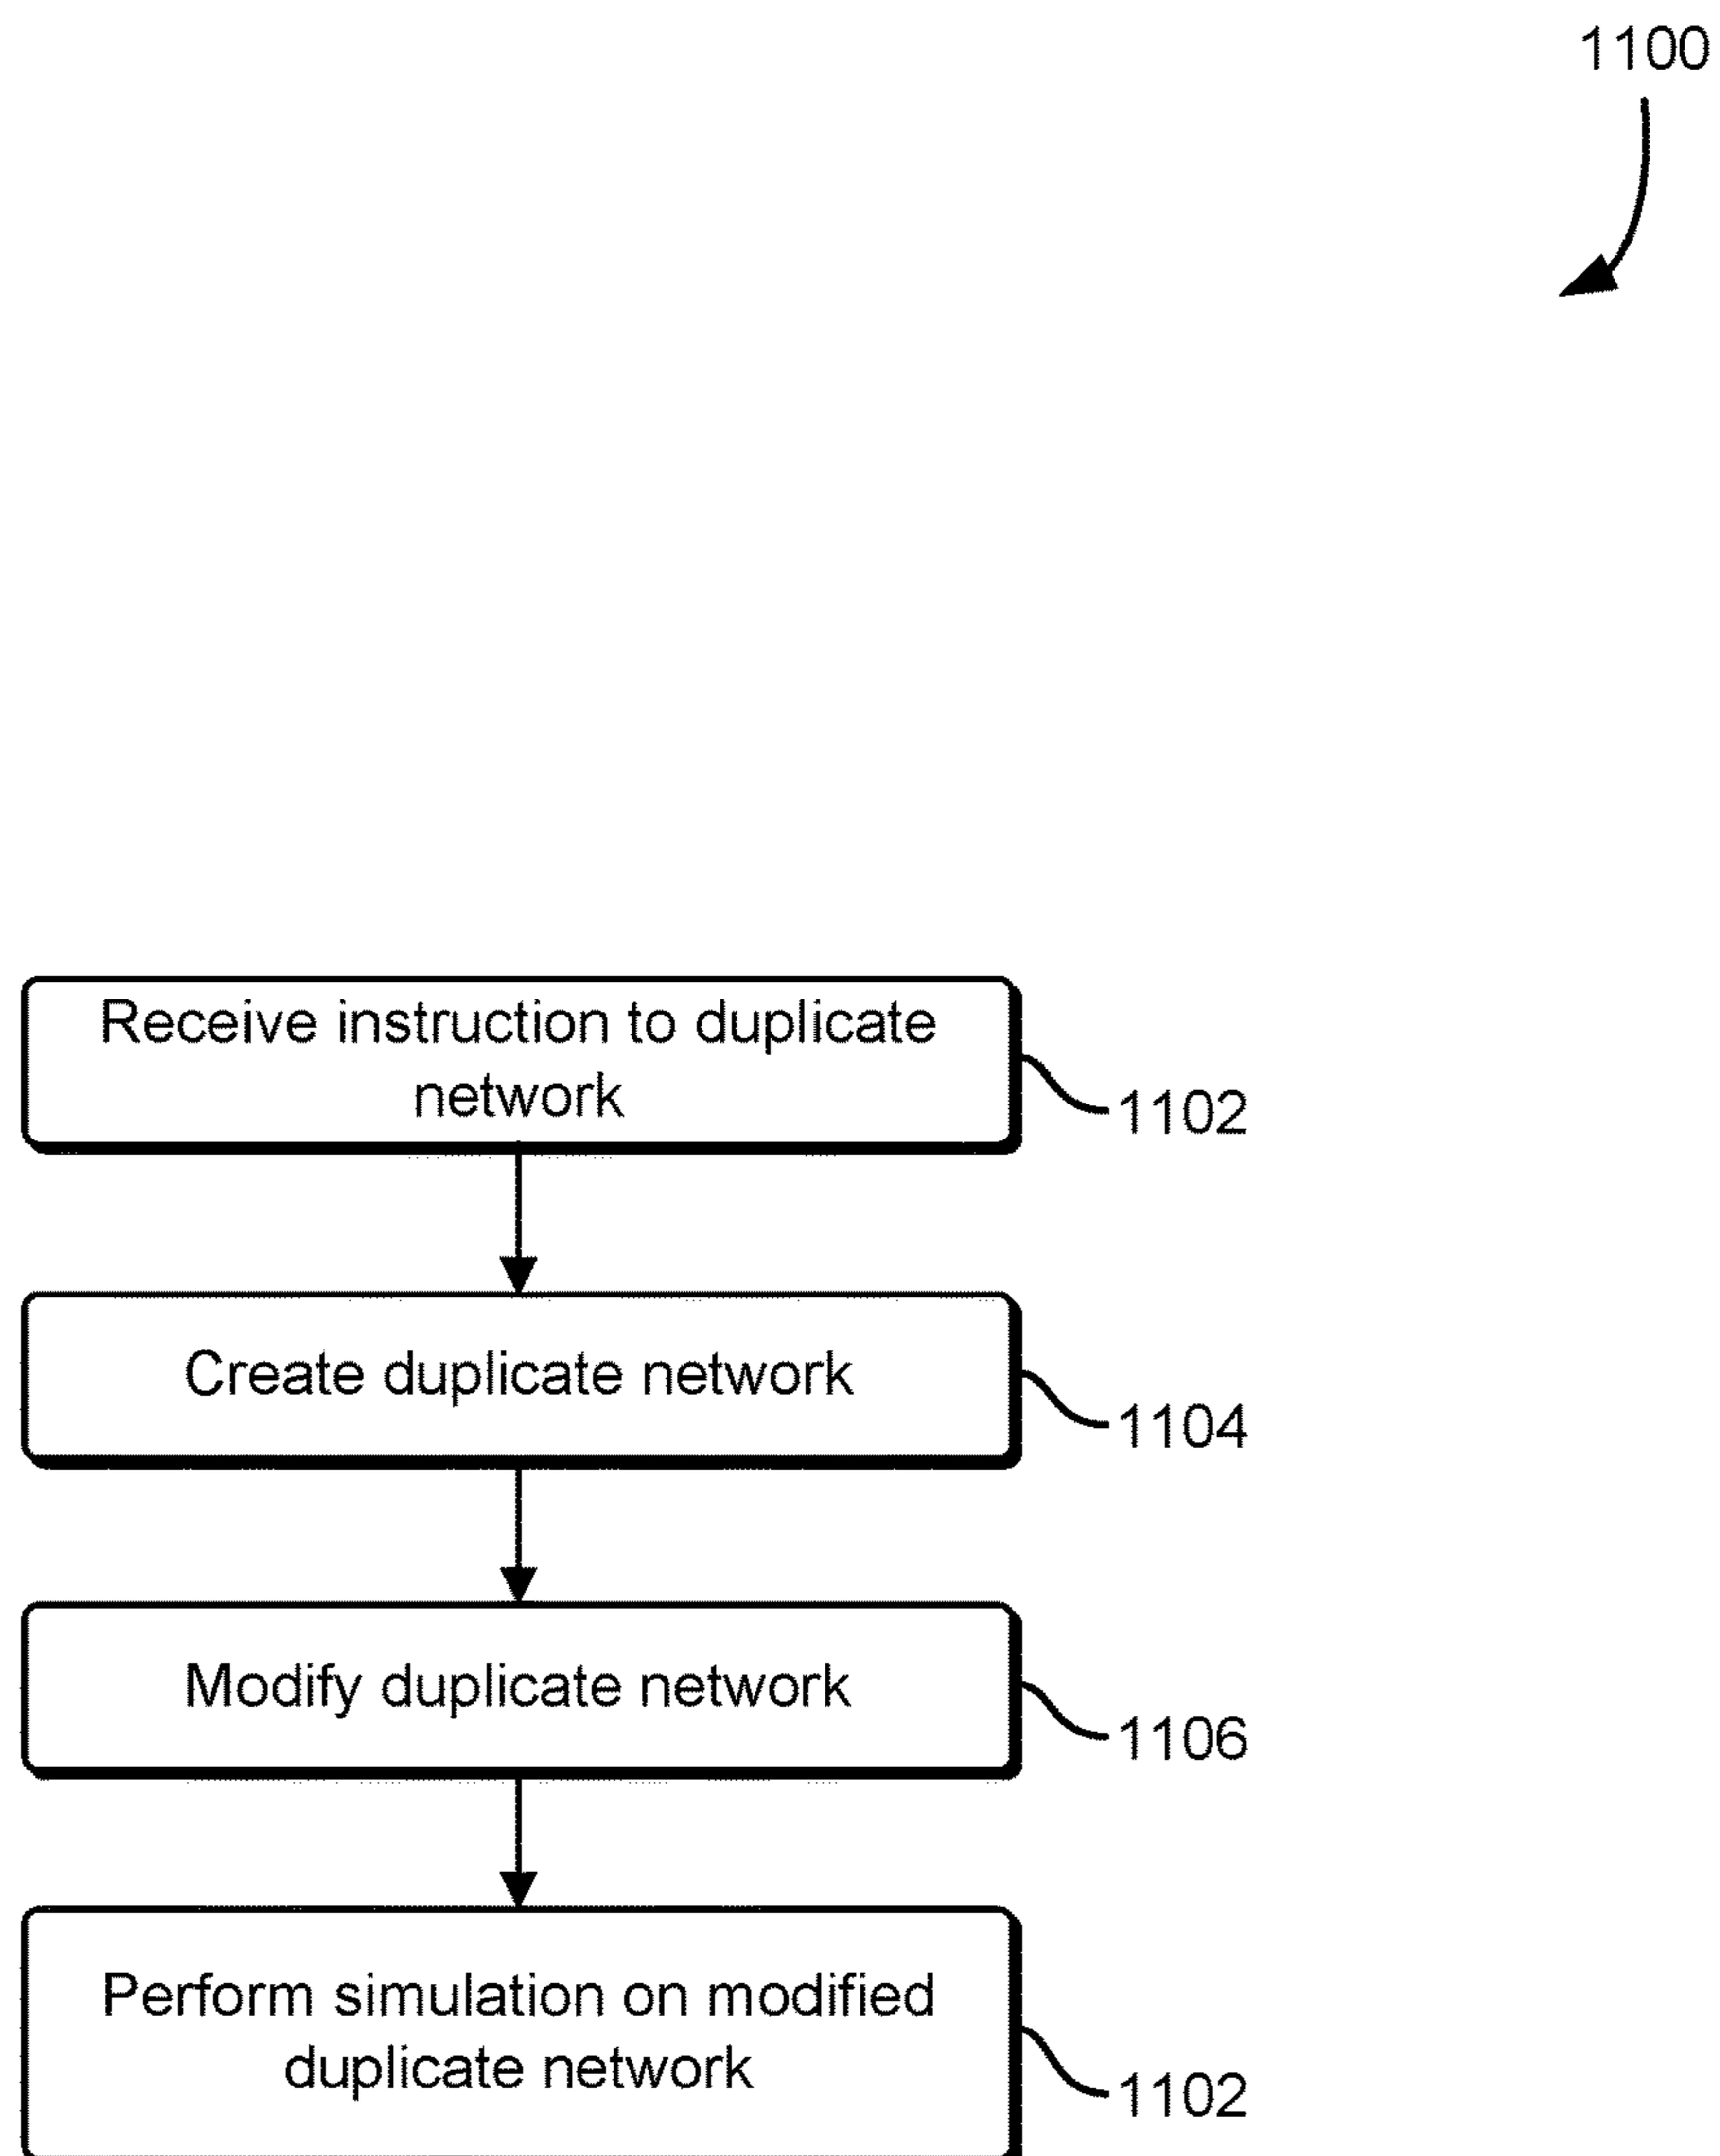 1100
Receive instruction to duplicate
network
1102
Create duplicate network
1104
Modify duplicate network
1106
Perform simulation on modified
duplicate network
1102